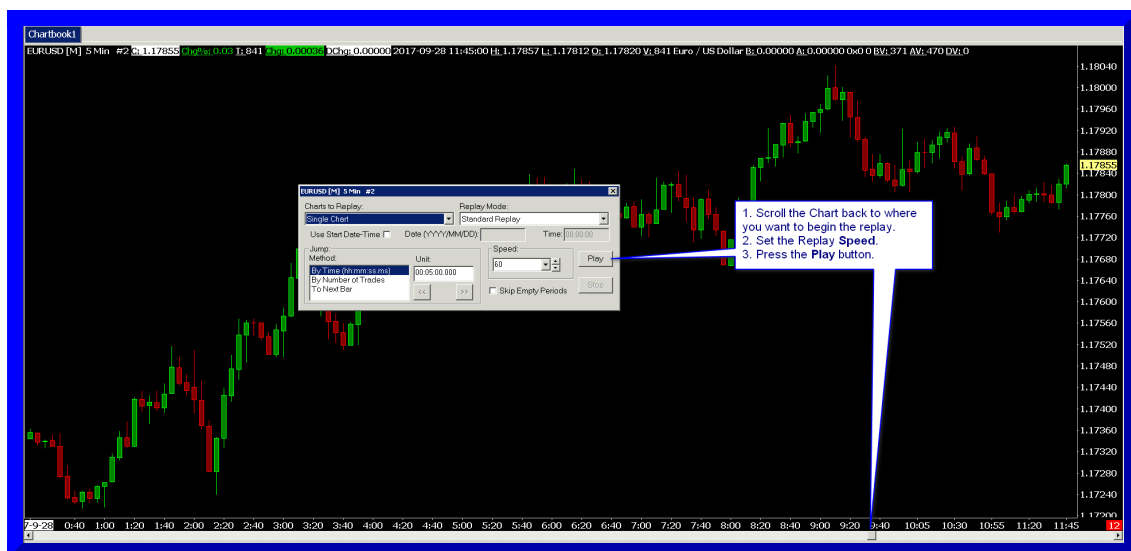 Chartbook1
EURUSD [M] 5 Min #2 C: 1.17855 Chg%: 0.03 T: 841 Chg: 0.00036 DChg: 0.00000 2017-09-28 11:45:00 H: 1.17857 L: 1.17812 O: 1.17820 V: 841 Euro / US Dollar B: 0.00000 A: 0.00000 0x0 0 BV: 371 AV: 470 DV: 0
1.18040
1.18000
1.17960
1.17920
1.17880
1.17855
1.17840
1.17800
1.17760
1.17720
1.17680
1.17640
1.17600
1.17560
1.17520
1.17480
1.17440
1.17400
1.17360
1.17320
1.17280
1.17240
1.17200
EURUSD [M] 5 Min #2
Charts to Replay:
Replay Mode:
Single Chart
Standard Replay
Use Start Date-Time
Date (YYYY/MM/DD):
Time: 00:00:00
Jump:
Method:
Unit
Speed:
By Time (hh:mm:ss.ms)
By Number of Trades
To Next Bar
00:05:00.000
60
Play
<<
>>
Skip Empty Periods
Stop
1. Scroll the Chart back to where
you want to begin the replay.
2. Set the Replay Speed.
3. Press the Play button.
7-9-28 0:40 1:00 1:20 1:40 2:00 2:20 2:40 3:00 3:20 3:40 4:00 4:20 4:40 5:00 5:20 5:40 6:00 6:20 6:40 7:00 7:20 7:40 8:00 8:20 8:40 9:00 9:20 9:40 10:05 10:30 10:55 11:20 11:45 12